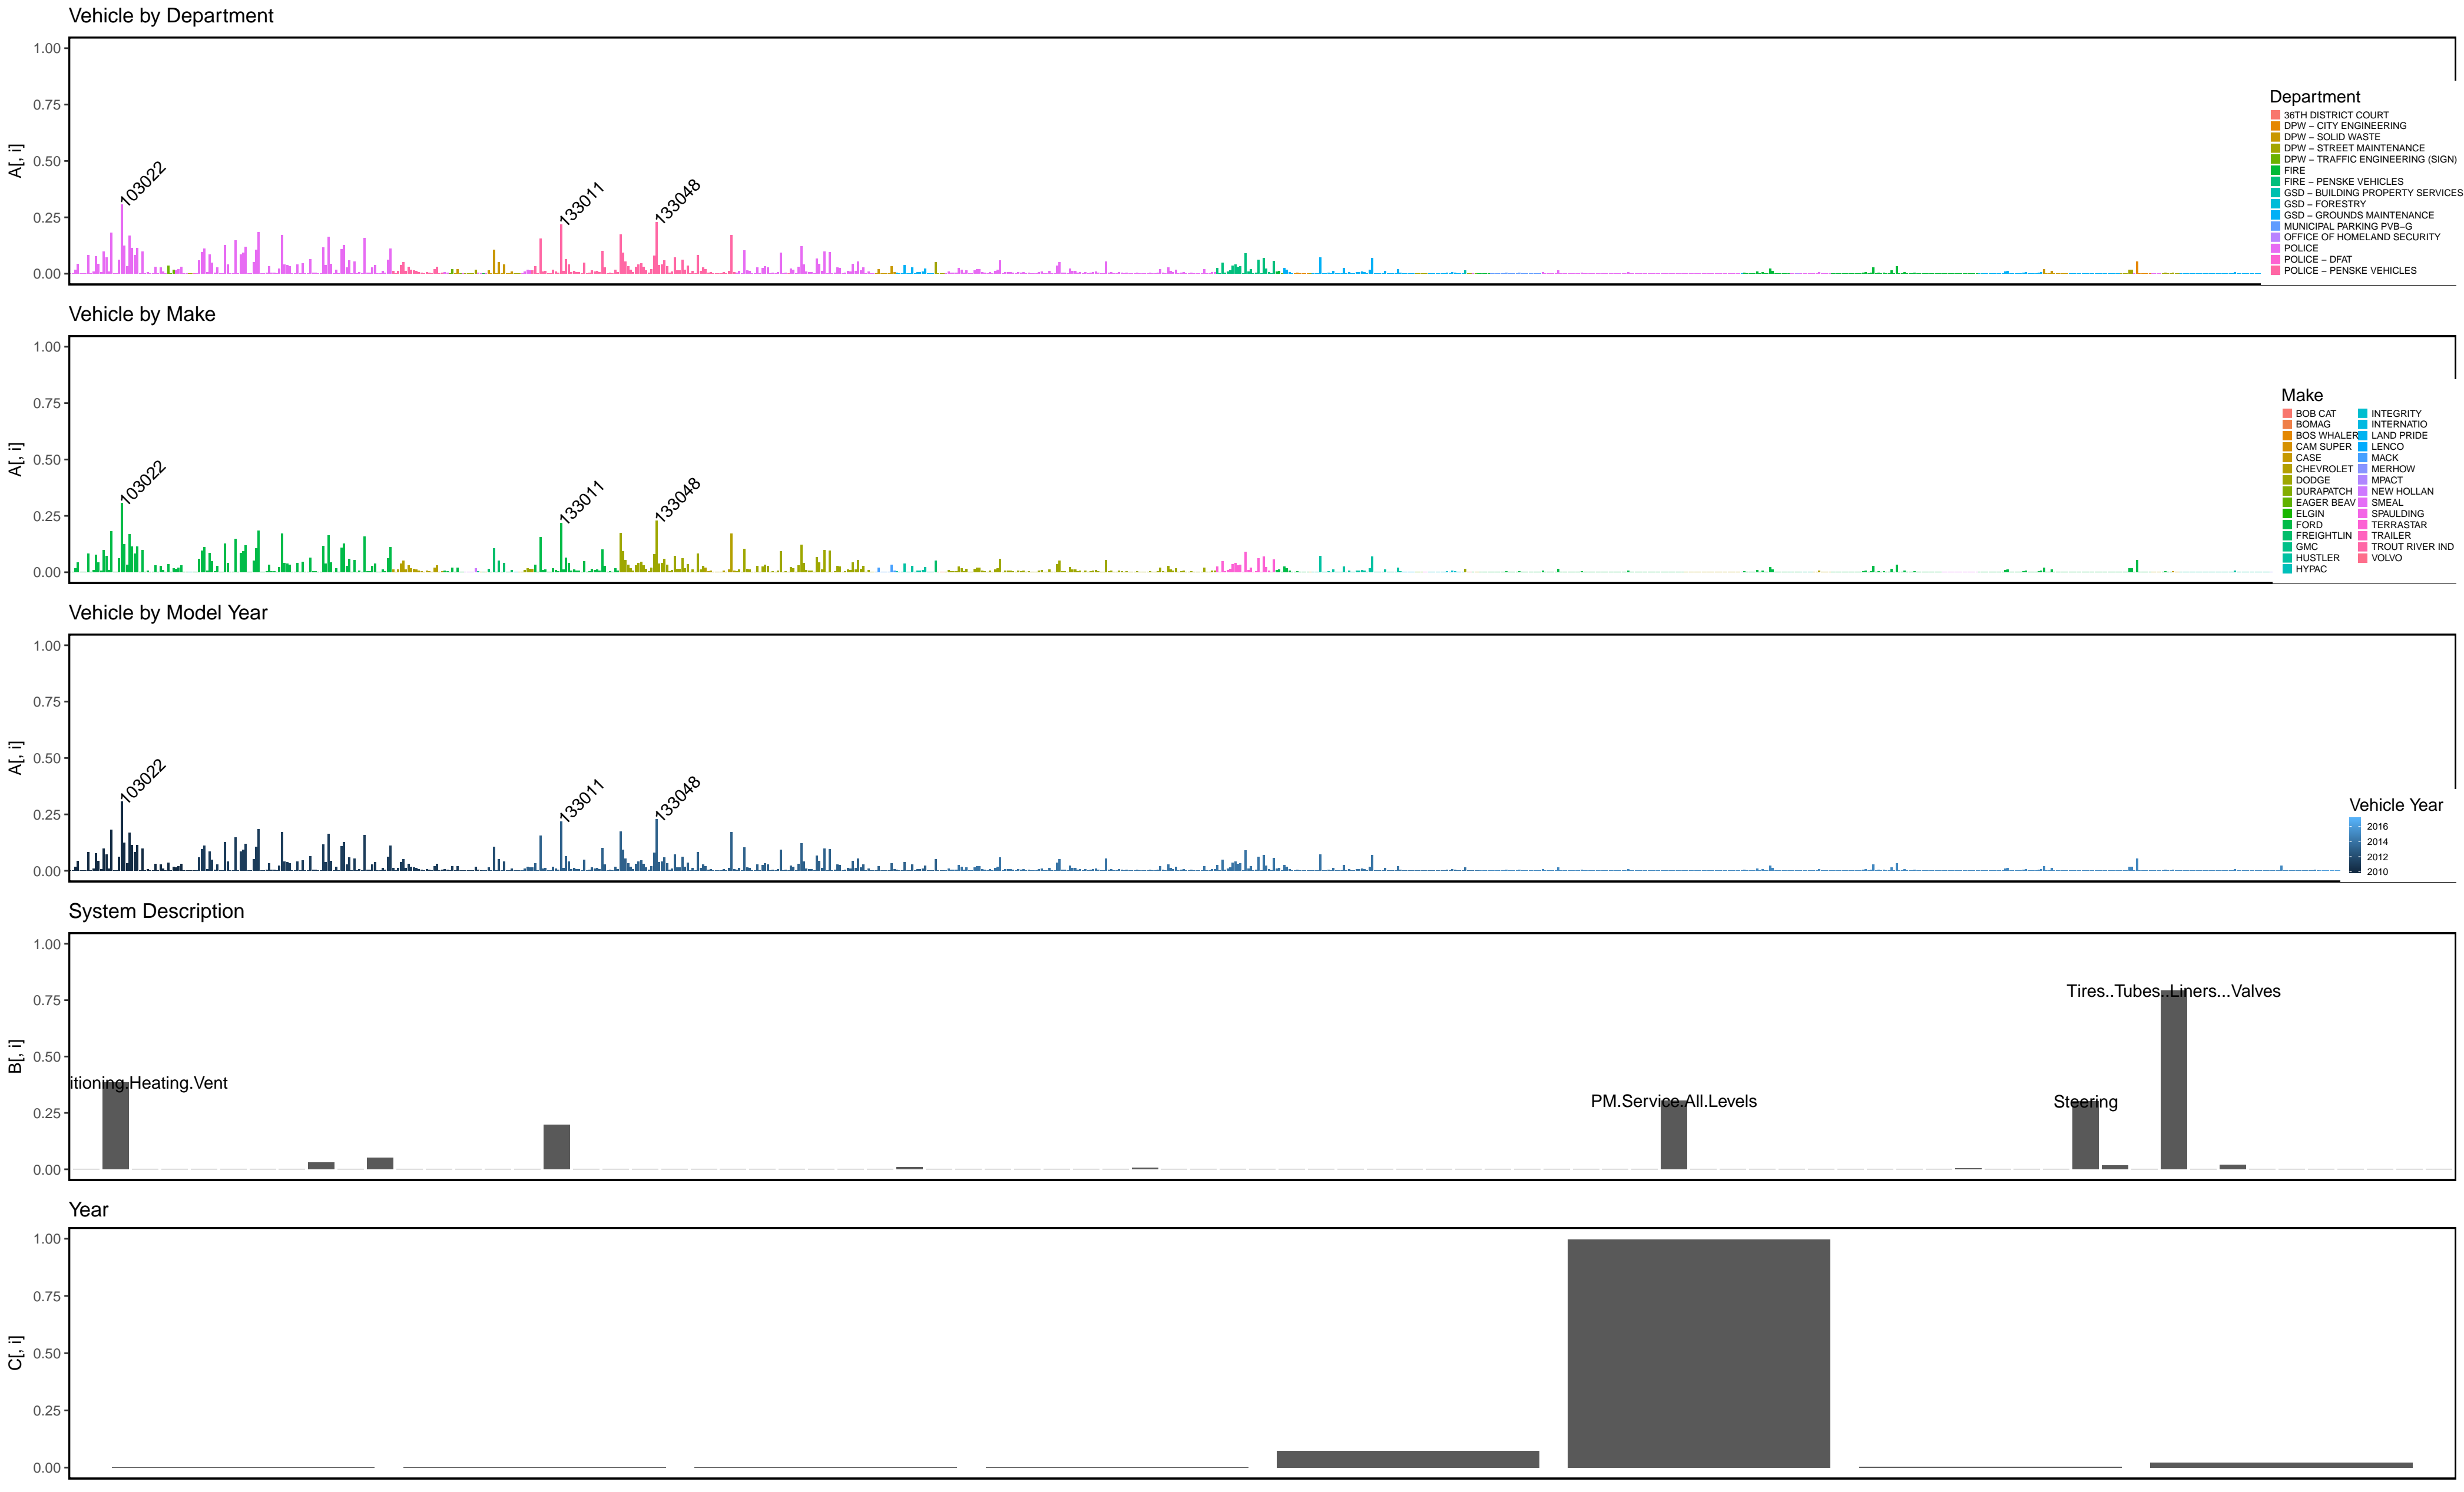 Vehicle by Department
A[, i]
1.00
0.75
0.50
0.25
0.00
103022
133011
133048
Department
36TH DISTRICT COURT
DPW – CITY ENGINEERING
DPW – SOLID WASTE
DPW – STREET MAINTENANCE
DPW – TRAFFIC ENGINEERING (SIGN)
FIRE
FIRE – PENSKE VEHICLES
GSD – BUILDING PROPERTY SERVICES
GSD – FORESTRY
GSD – GROUNDS MAINTENANCE
MUNICIPAL PARKING PVB–G
OFFICE OF HOMELAND SECURITY
POLICE
POLICE – DFAT
POLICE – PENSKE VEHICLES
Vehicle by Make
A[, i]
1.00
0.75
0.50
0.25
0.00
103022
133011
133048
Make
BOB CAT
BOMAG
BOS WHALER
CAM SUPER
CASE
CHEVROLET
DODGE
DURAPATCH
EAGER BEAV
ELGIN
FORD
FREIGHTLIN
GMC
HUSTLER
HYPAC
INTEGRITY
INTERNATIO
LAND PRIDE
LENCO
MACK
MERHOW
MPACT
NEW HOLLAN
SMEAL
SPAULDING
TERRASTAR
TRAILER
TROUT RIVER IND
VOLVO
Vehicle by Model Year
A[, i]
1.00
0.75
0.50
0.25
0.00
103022
133011
133048
Vehicle Year
2016
2014
2012
2010
System Description
B[, i]
1.00
0.75
0.50
0.25
0.00
itioning.Heating.Vent
PM.Service.All.Levels
Steering
Tires..Tubes..Liners...Valves
Year
C[, i]
1.00
0.75
0.50
0.25
0.00